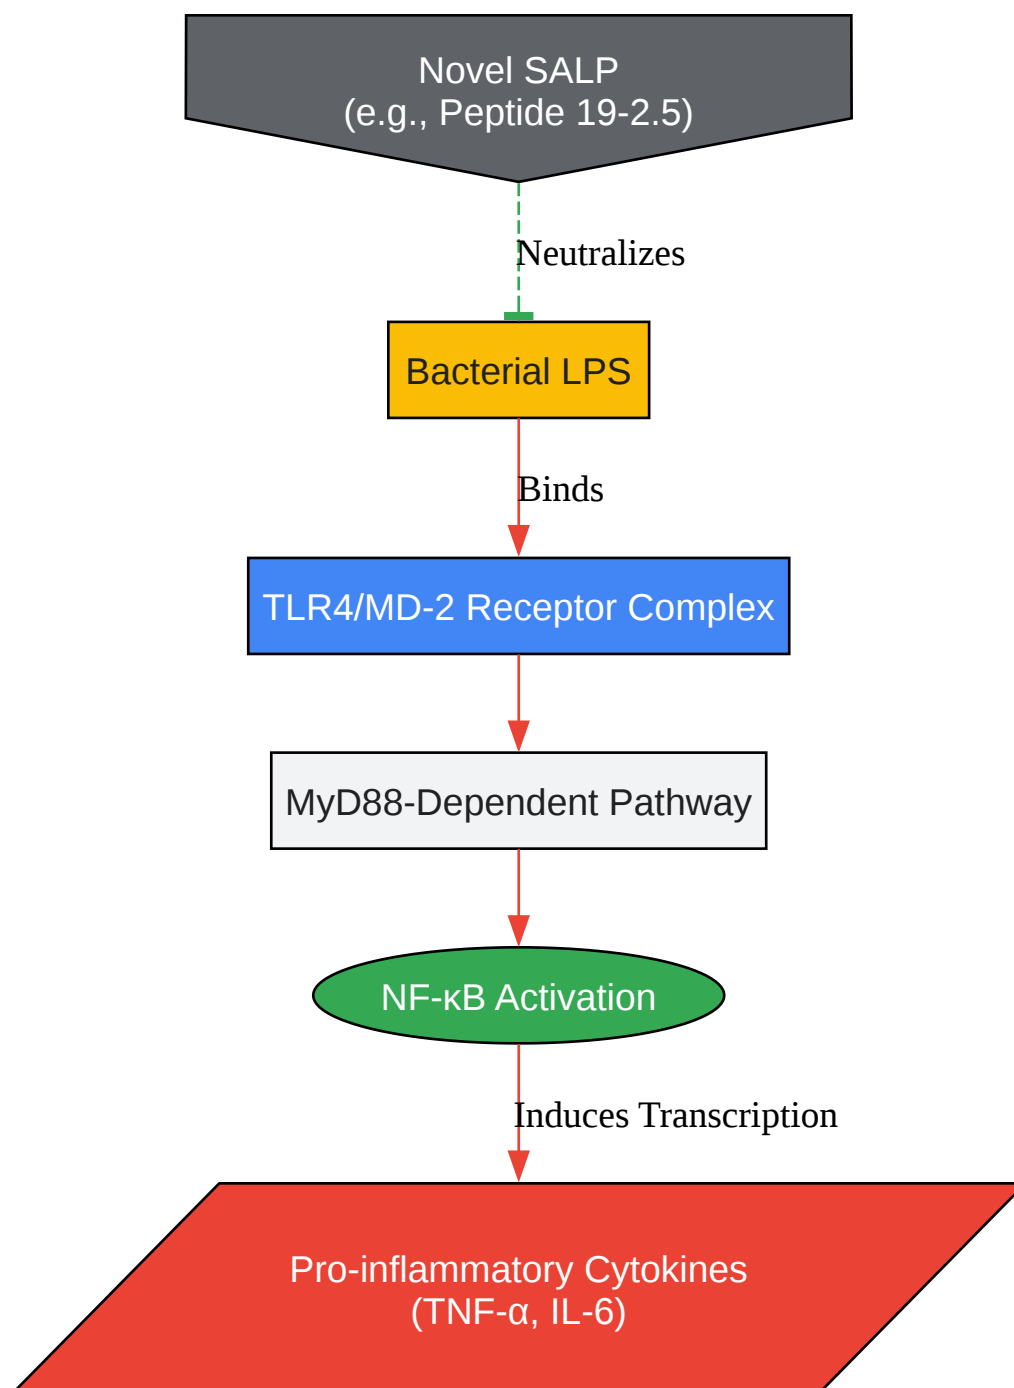 Novel SALP
(e.g., Peptide 19-2.5)
Neutralizes
Bacterial LPS
Binds
TLR4/MD-2 Receptor Complex
MyD88-Dependent Pathway
NF-κB Activation
Induces Transcription
Pro-inflammatory Cytokines
(TNF-α, IL-6)